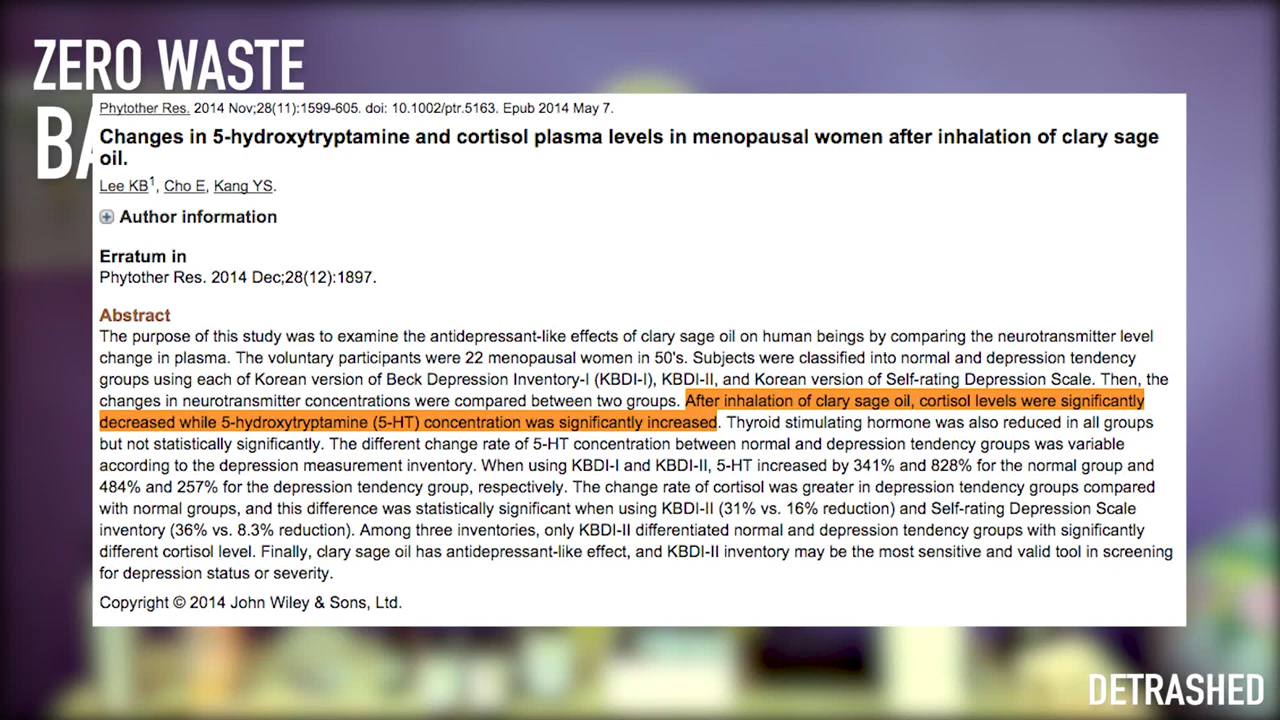 ZERO WASTE
BA
Phytother Res. 2014 Nov;28(11):1599-605. doi: 10.1002/ptr.5163. Epub 2014 May 7.
Changes in 5-hydroxytryptamine and cortisol plasma levels in menopausal women after inhalation of clary sage
oil.
Lee KB1, Cho E, Kang YS.
Author information
Erratum in
Phytother Res. 2014 Dec;28(12):1897.
Abstract
The purpose of this study was to examine the antidepressant-like effects of clary sage oil on human beings by comparing the neurotransmitter level
change in plasma. The voluntary participants were 22 menopausal women in 50's. Subjects were classified into normal and depression tendency
groups using each of Korean version of Beck Depression Inventory-I (KBDI-I), KBDI-II, and Korean version of Self-rating Depression Scale. Then, the
changes in neurotransmitter concentrations were compared between two groups. After inhalation of clary sage oil, cortisol levels were significantly
decreased while 5-hydroxytryptamine (5-HT) concentration was significantly increased. Thyroid stimulating hormone was also reduced in all groups
but not statistically significantly. The different change rate of 5-HT concentration between normal and depression tendency groups was variable
according to the depression measurement inventory. When using KBDI-I and KBDI-II, 5-HT increased by 341% and 828% for the normal group and
484% and 257% for the depression tendency group, respectively. The change rate of cortisol was greater in depression tendency groups compared
with normal groups, and this difference was statistically significant when using KBDI-II (31% vs. 16% reduction) and Self-rating Depression Scale
inventory (36% vs. 8.3% reduction). Among three inventories, only KBDI-II differentiated normal and depression tendency groups with significantly
different cortisol level. Finally, clary sage oil has antidepressant-like effect, and KBDI-II inventory may be the most sensitive and valid tool in screening
for depression status or severity.
Copyright © 2014 John Wiley & Sons, Ltd.
DETRASHED